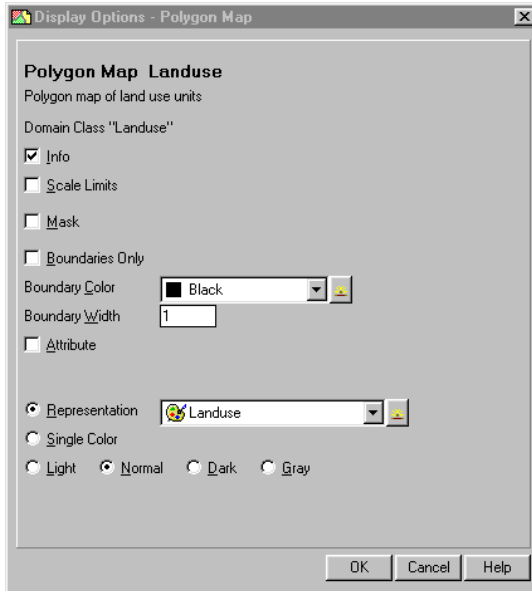 Display Options - Polygon Map
Polygon Map Landuse
Polygon map of land use units
Domain Class "Landuse"
Info
Scale Limits
Mask
Boundaries Only
Boundary Color Black
Boundary Width 1
Attribute
Representation Landuse
Single Color
Light Normal Dark Gray
OK Cancel Help